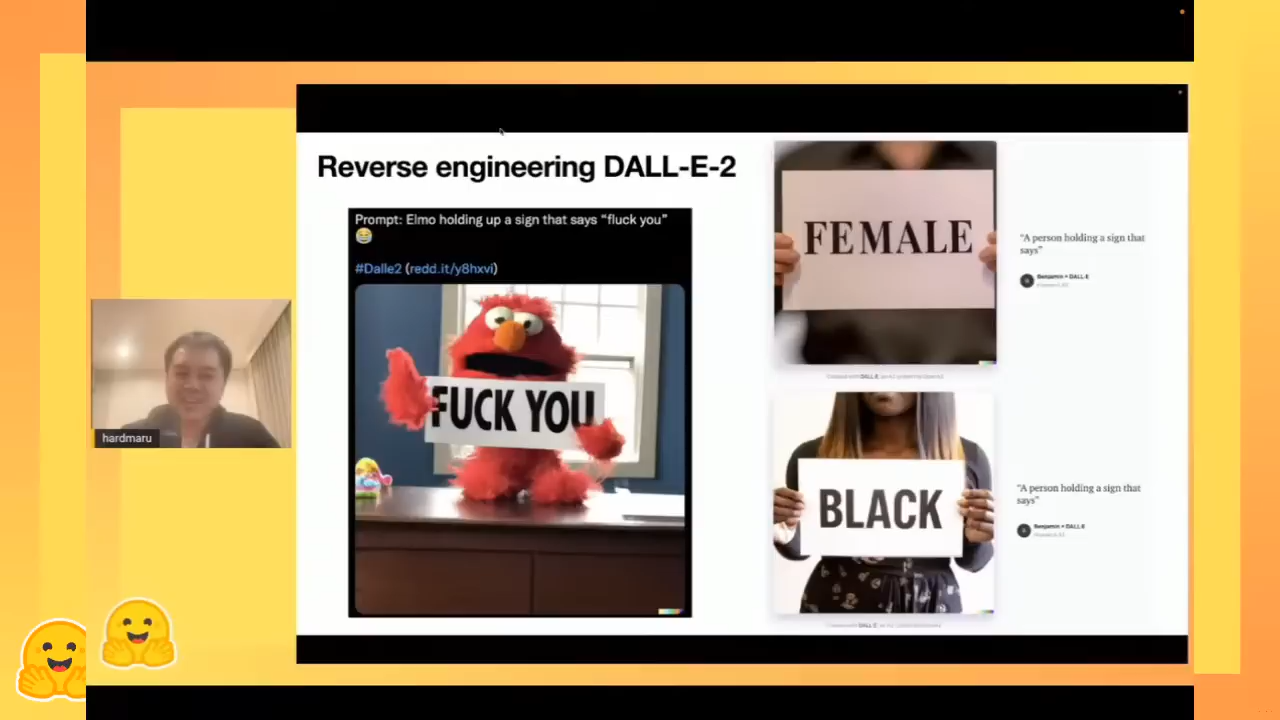 Reverse engineering DALL-E-2
Prompt: Elmo holding up a sign that says “fluck you”
#Dalle2 (redd.it/y8hxvi)
FUCK YOU
FEMALE
“A person holding a sign that
says”
Benjamin × DALL·E
BLACK
“A person holding a sign that
says”
Benjamin × DALL·E
hardmaru